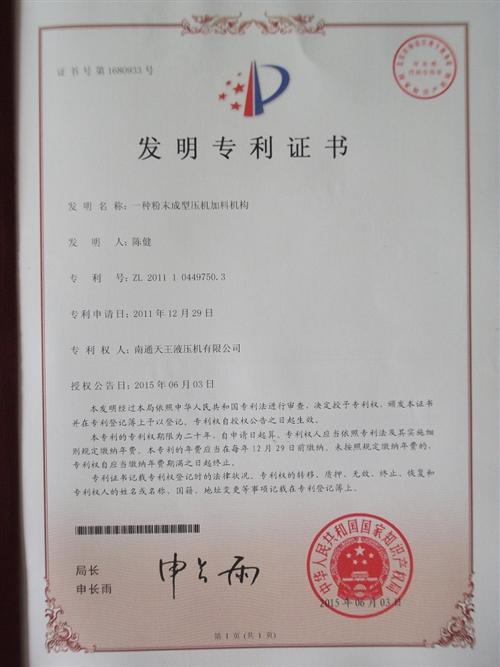 证书号第1680933号
发明专利证书
发明名称:一种粉末成型压机加料机构
发明人:陈健
专利号:ZL 2011 1 0449750.3
专利申请日:2011年12月29日
专利权人:南通天王液压机有限公司
授权公告日:2015年06月03日
本发明经过本局依照中华人民共和国专利法进行审查,决定授予专利权,颁发本证书
并在专利登记簿上予以登记。专利权自授权公告之日起生效。
本专利的专利权期限为二十年,自申请日起算。专利权人应当依照专利法及其实施细
则规定缴纳年费。本专利的年费应当在每年12月29日前缴纳。未按照规定缴纳年费的,
专利权自应当缴纳年费期满之日起终止。
专利证书记载专利权登记时的法律状况。专利权的转移、质押、无效、终止、恢复和
专利权人的姓名或名称、国籍、地址变更等事项记载在专利登记簿上。
局长
申长雨
申长雨
中华人民共和国国家知识产权局
2015年06月03日
第1页(共1页)